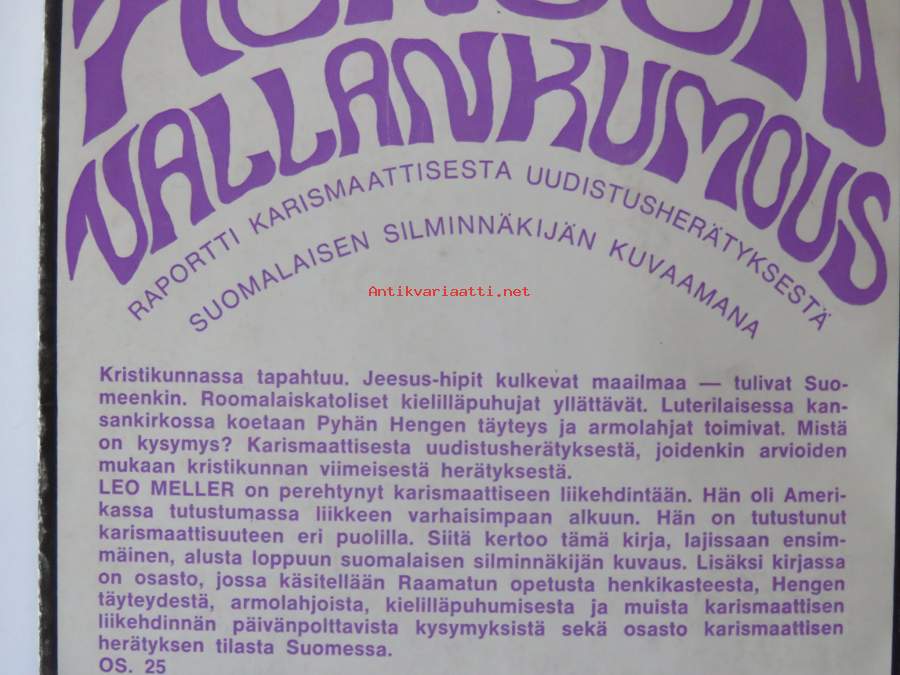 VALLANKUMOUS
RAPORTTI KARISMAATTISESTA UUDISTUSHERÄTYKSESTÄ
SUOMALAISEN SILMINNÄKIJÄN KUVAAMANA
Antikvariaatti.net
Kristikunnassa tapahtuu. Jeesus-hipit kulkevat maailmaa — tulivat Suo-
meenkin. Roomalaiskatoliset kielilläpuhujat yllättävät. Luterilaisessa kan-
sankirkossa koetaan Pyhän Hengen täyteys ja armolahjat toimivat. Mistä
on kysymys? Karismaattisesta uudistusherätyksestä, joidenkin arvioiden
mukaan kristikunnan viimeisestä herätyksestä.
LEO MELLER on perehtynyt karismaattiseen liikehdintään. Hän oli Ameri-
kassa tutustumassa liikkeen varhaisimpaan alkuun. Hän on tutustunut
karismaattisuuteen eri puolilla. Siitä kertoo tämä kirja, lajissaan ensim-
mäinen, alusta loppuun suomalaisen silminnäkijän kuvaus. Lisäksi kirjassa
on osasto, jossa käsitellään Raamatun opetusta henkikasteesta, Hengen
täyteydestä, armolahjoista, kielilläpuhumisesta ja muista karismaattisen
liikehdinnän päivänpolttavista kysymyksistä sekä osasto karismaattisen
herätyksen tilasta Suomessa.
OS. 25